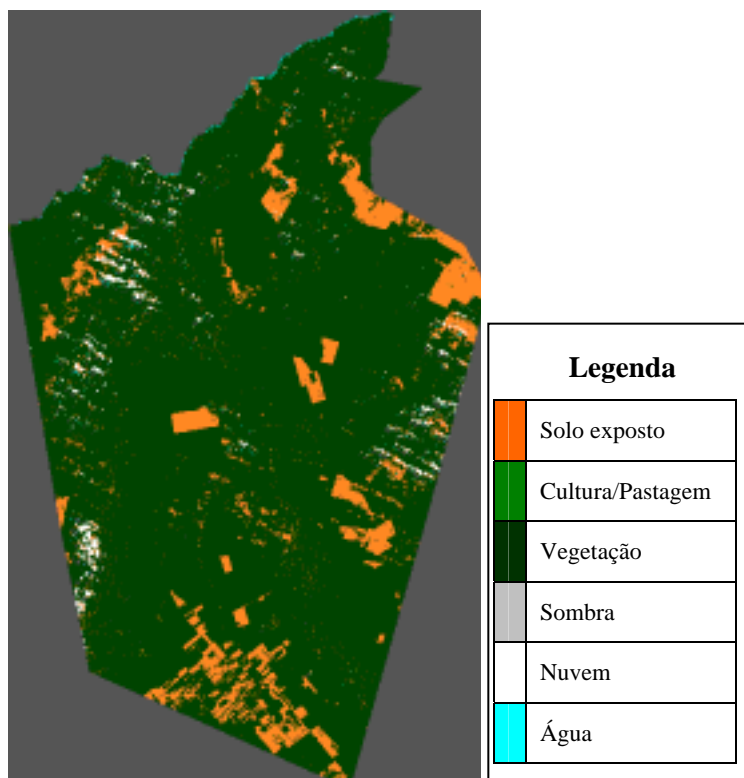 Legenda
Solo exposto
Cultura/Pastagem
Vegetação
Sombra
Nuvem
Água